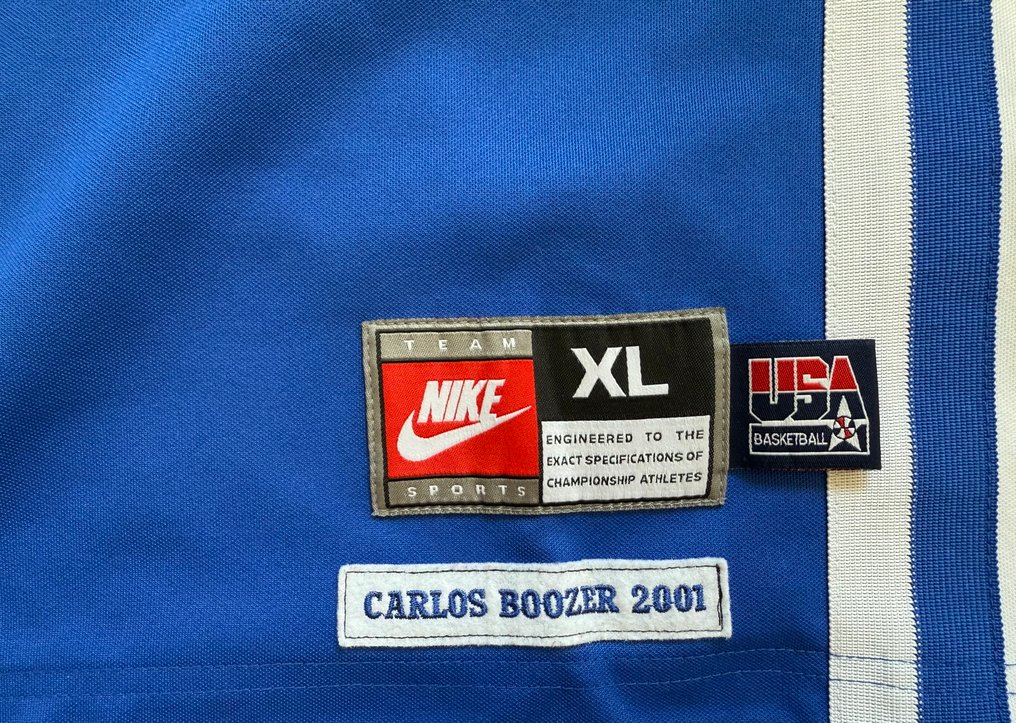 TEAM
NIKE
SPORTS
XL
ENGINEERED TO THE
EXACT SPECIFICATIONS OF
CHAMPIONSHIP ATHLETES
USA
BASKETBALL
CARLOS BOOZER 2001